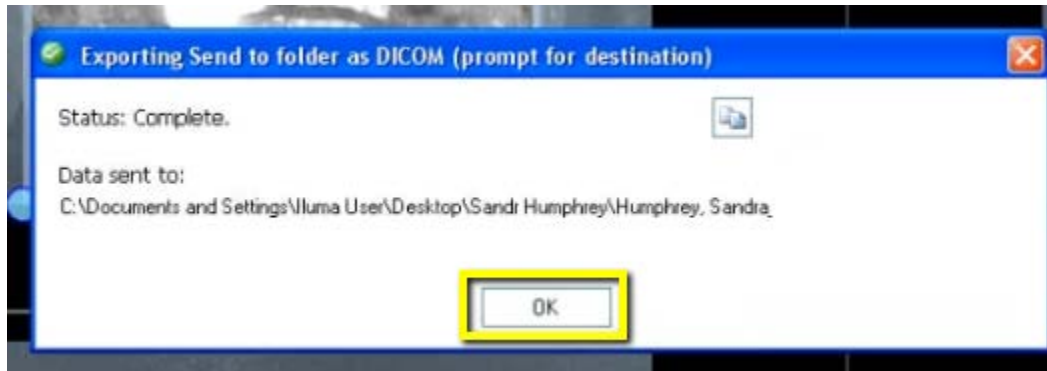 Exporting Send to folder as DICOM (prompt for destination)
Status: Complete.
Data sent to:
C:\Documents and Settings\Iluma User\Desktop\Sandr Humphrey\Humphrey, Sandra_
OK